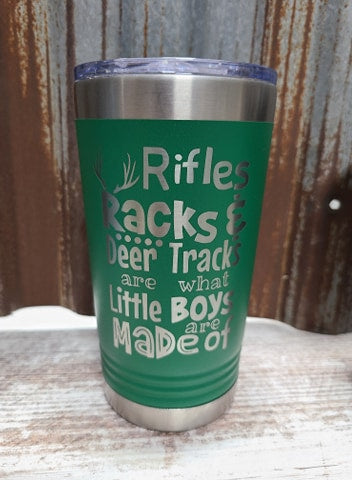 Rifles
Racks &
Deer Tracks
are what
Little Boys
are
Made of